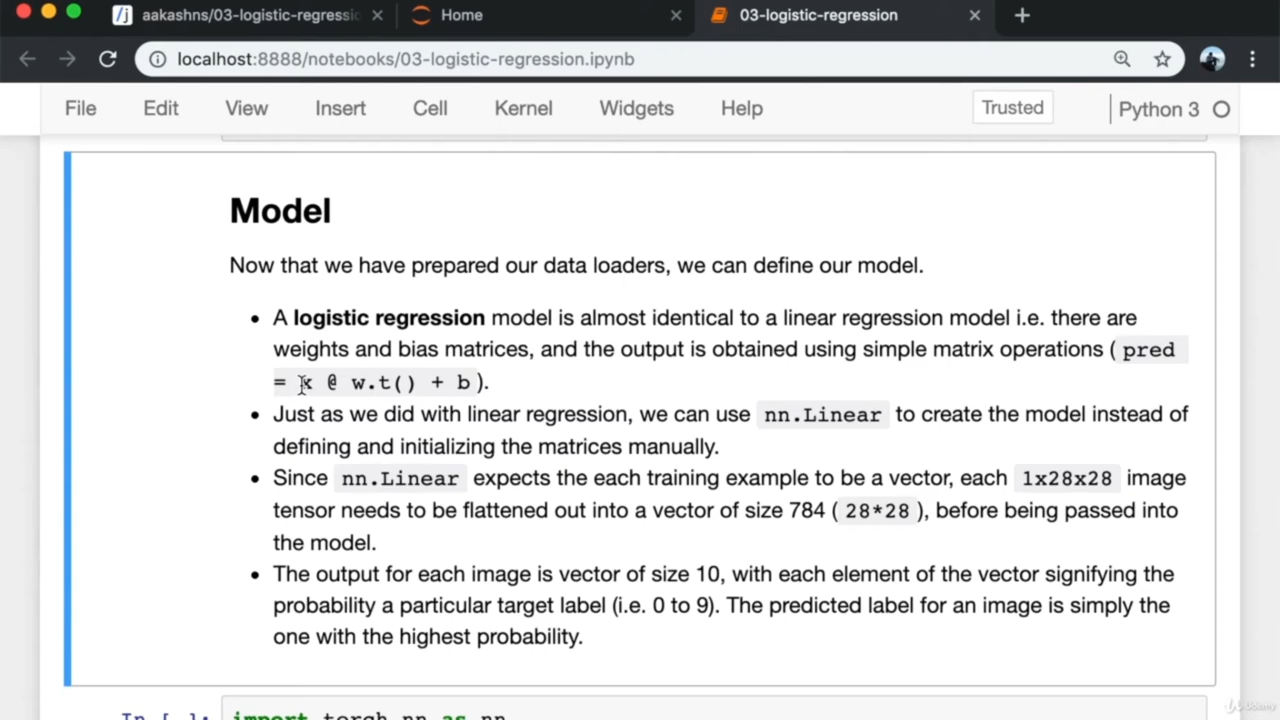 aakashns/03-logistic-regressio
Home
03-logistic-regression
localhost:8888/notebooks/03-logistic-regression.ipynb
File Edit View Insert Cell Kernel Widgets Help Trusted Python 3
Model
Now that we have prepared our data loaders, we can define our model.
• A logistic regression model is almost identical to a linear regression model i.e. there are
weights and bias matrices, and the output is obtained using simple matrix operations ( pred
= x @ w.t() + b ).
• Just as we did with linear regression, we can use nn.Linear to create the model instead of
defining and initializing the matrices manually.
• Since nn.Linear expects the each training example to be a vector, each 1x28x28 image
tensor needs to be flattened out into a vector of size 784 ( 28*28 ), before being passed into
the model.
• The output for each image is vector of size 10, with each element of the vector signifying the
probability a particular target label (i.e. 0 to 9). The predicted label for an image is simply the
one with the highest probability.
In [ ]: import torch.nn as nn
Udemy